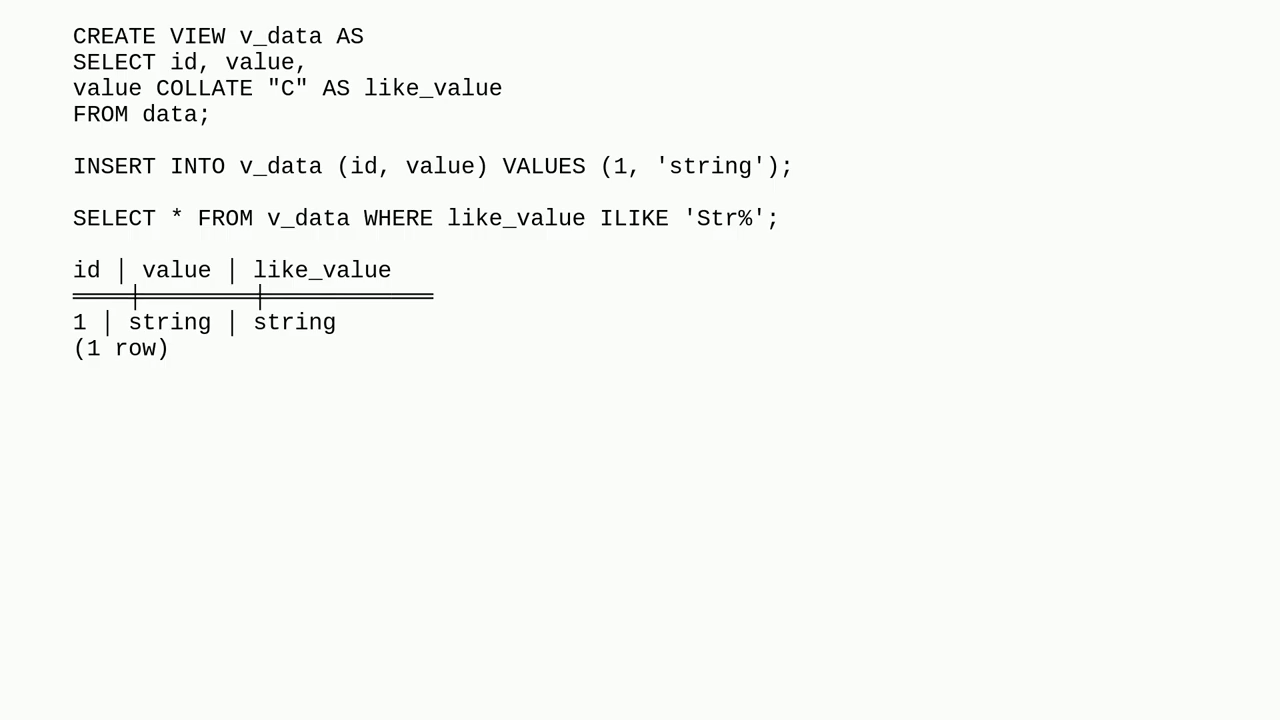 CREATE VIEW v_data AS
SELECT id, value,
value COLLATE "C" AS like_value
FROM data;
INSERT INTO v_data (id, value) VALUES (1, 'string');
SELECT * FROM v_data WHERE like_value ILIKE 'Str%';
id │ value │ like_value
════╪════════╪════════════
1 │ string │ string
(1 row)